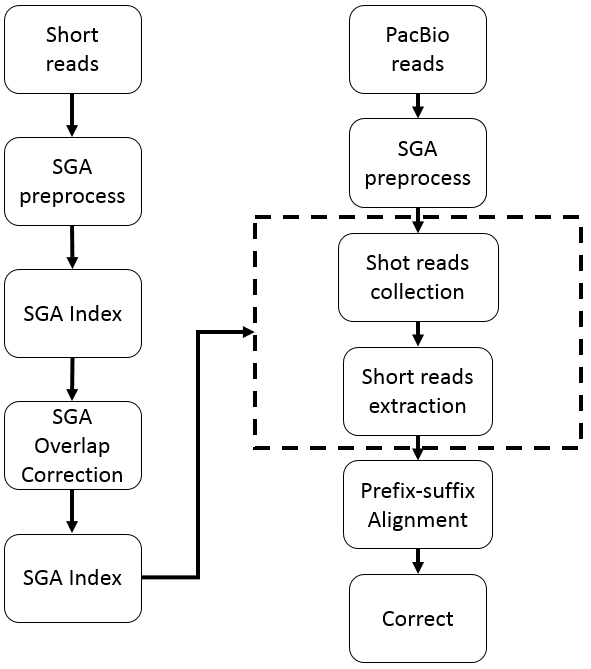 Short
reads
SGA
preprocess
SGA Index
SGA
Overlap
Correction
SGA Index
PacBio
reads
SGA
preprocess
Shot reads
collection
Short reads
extraction
Prefix-suffix
Alignment
Correct